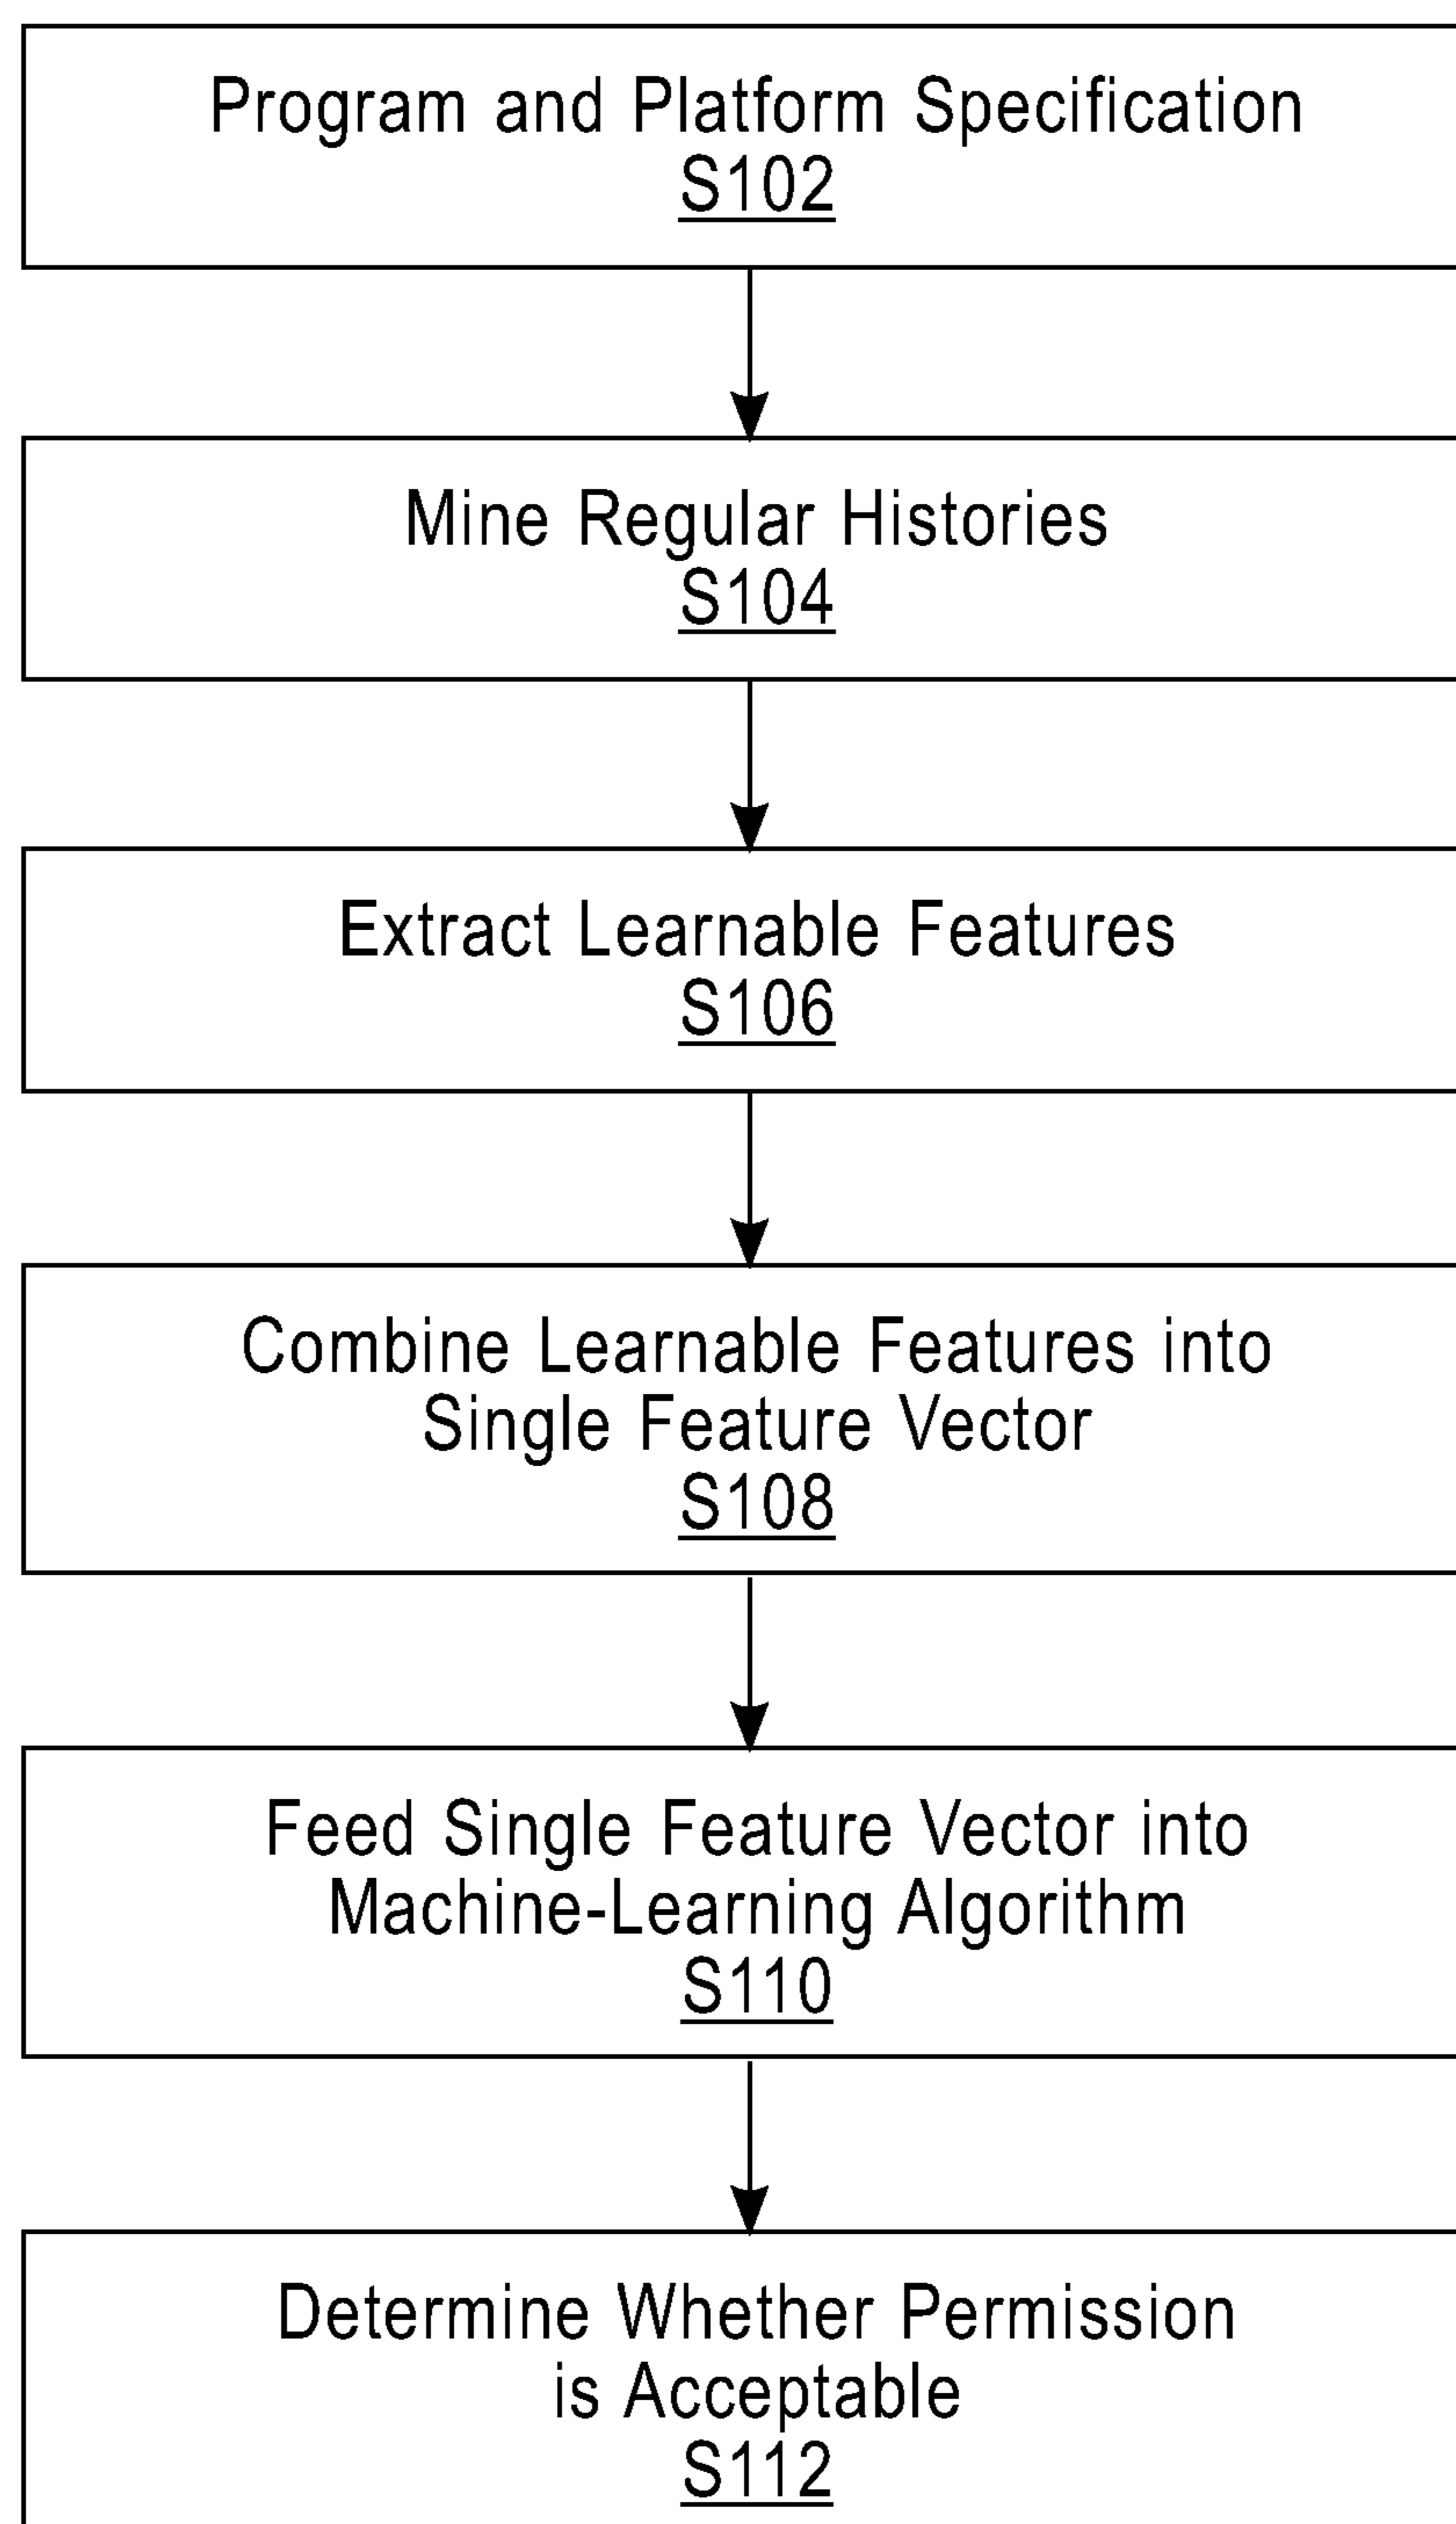 Program and Platform Specification
S102
Mine Regular Histories
S104
Extract Learnable Features
S106
Combine Learnable Features into
Single Feature Vector
S108
Feed Single Feature Vector into
Machine-Learning Algorithm
S110
Determine Whether Permission
is Acceptable
S112